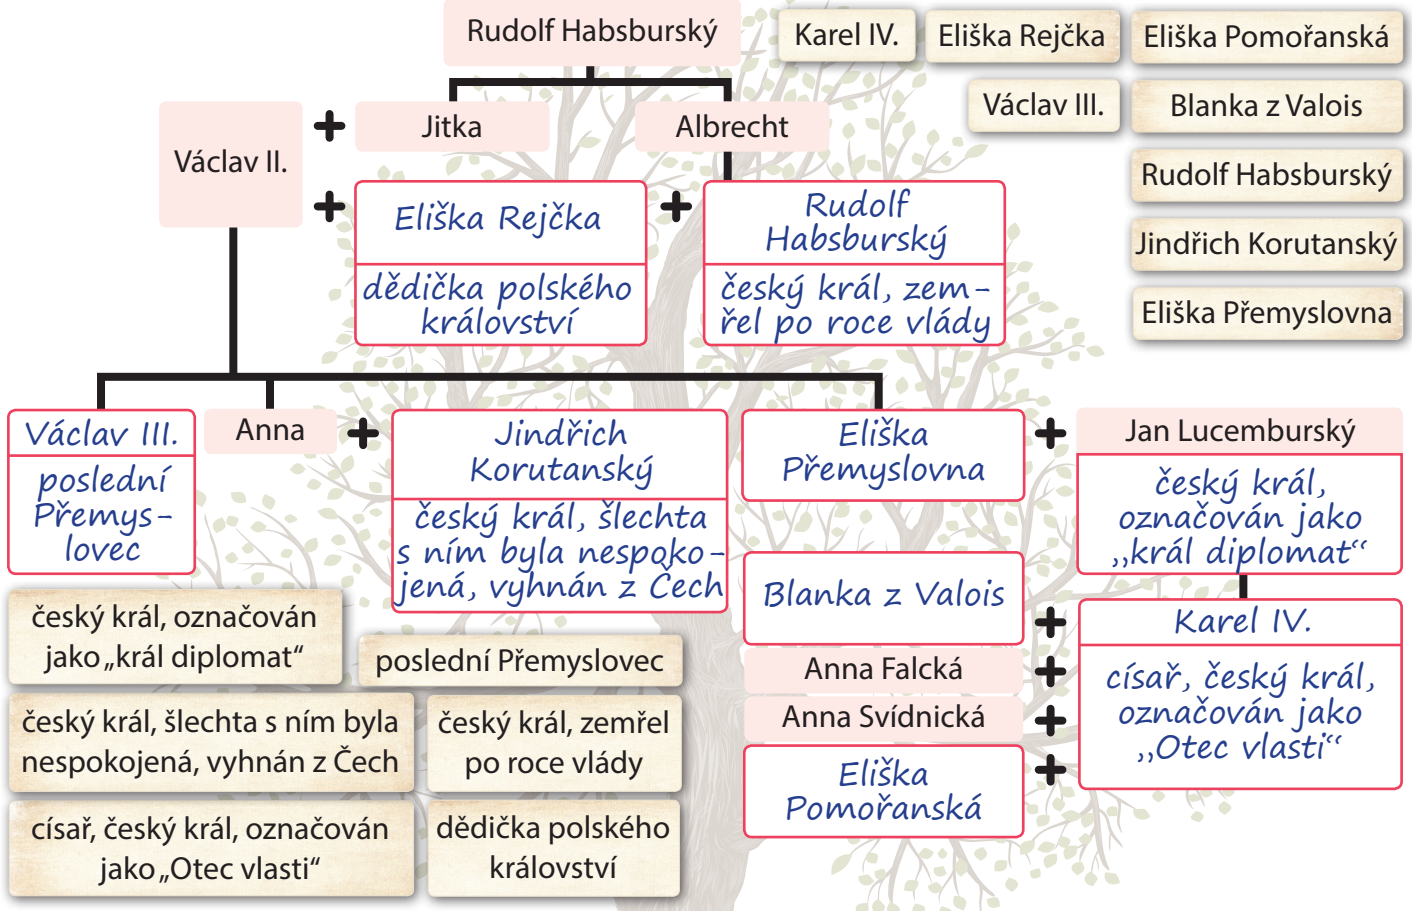 Rudolf Habsburský
Karel IV.
Eliška Rejčka
Eliška Pomořanská
Václav III.
Blanka z Valois
Rudolf Habsburský
Jindřich Korutanský
Eliška Přemyslovna
Václav II.
+
Jitka
Albrecht
+
Eliška Rejčka
dědička polského
království
+
Rudolf
Habsburský
český král, zem-
řel po roce vlády
Václav III.
poslední
Přemys-
lovec
Anna
+
Jindřich
Korutanský
český král, šlechta
s ním byla nespoko-
jená, vyhnán z Čech
Eliška
Přemyslovna
+
Jan Lucemburský
český král,
označován jako
,,král diplomat“
Blanka z Valois
+
Karel IV.
císař, český král,
označován jako
,,Otec vlasti“
Anna Falcká
+
Anna Svídnická
+
Eliška
Pomořanská
+
český král, označován
jako „král diplomat“
poslední Přemyslovec
český král, šlechta s ním byla
nespokojená, vyhnán z Čech
český král, zemřel
po roce vlády
císař, český král, označován
jako „Otec vlasti“
dědička polského
království